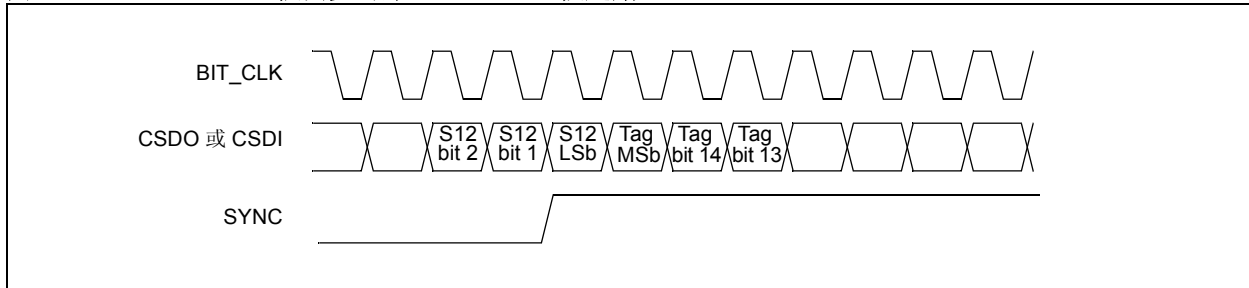 BIT_CLK
CSDO 或 CSDI
S12 bit 2
S12 bit 1
S12 LSb
Tag MSb
Tag bit 14
Tag bit 13
SYNC